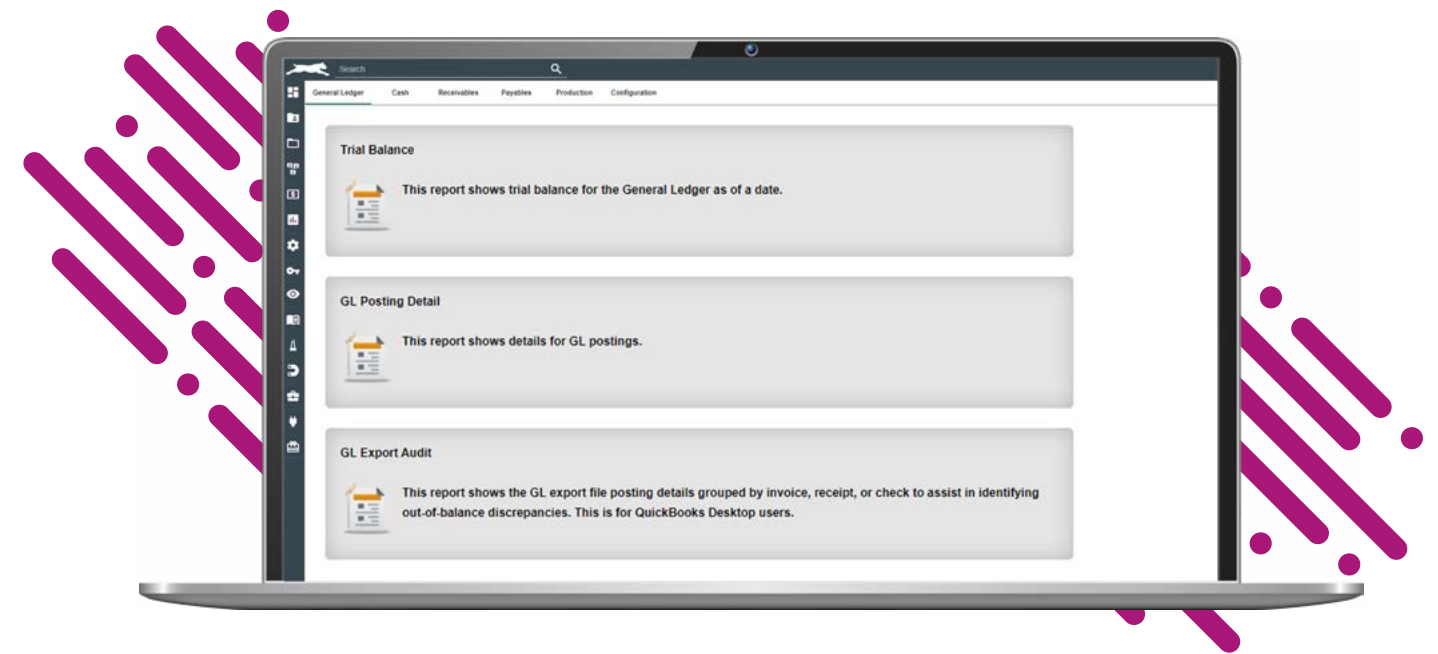 Search
General Ledger Cash Receivables Payables Production Configuration
Trial Balance
This report shows trial balance for the General Ledger as of a date.
GL Posting Detail
This report shows details for GL postings.
GL Export Audit
This report shows the GL export file posting details grouped by invoice, receipt, or check to assist in identifying
out-of-balance discrepancies. This is for QuickBooks Desktop users.